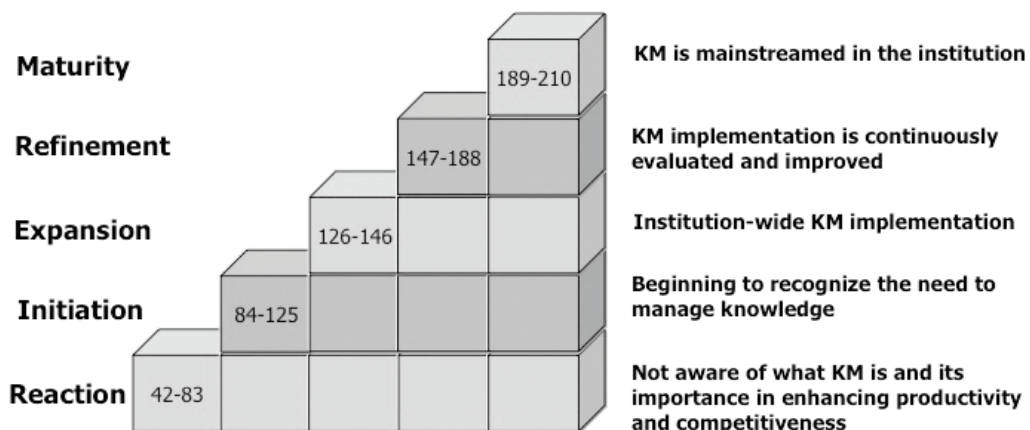 Maturity
189-210
KM is mainstreamed in the institution
Refinement
147-188
KM implementation is continuously
evaluated and improved
Expansion
126-146
Institution-wide KM implementation
Initiation
84-125
Beginning to recognize the need to
manage knowledge
Reaction
42-83
Not aware of what KM is and its
importance in enhancing productivity
and competitiveness